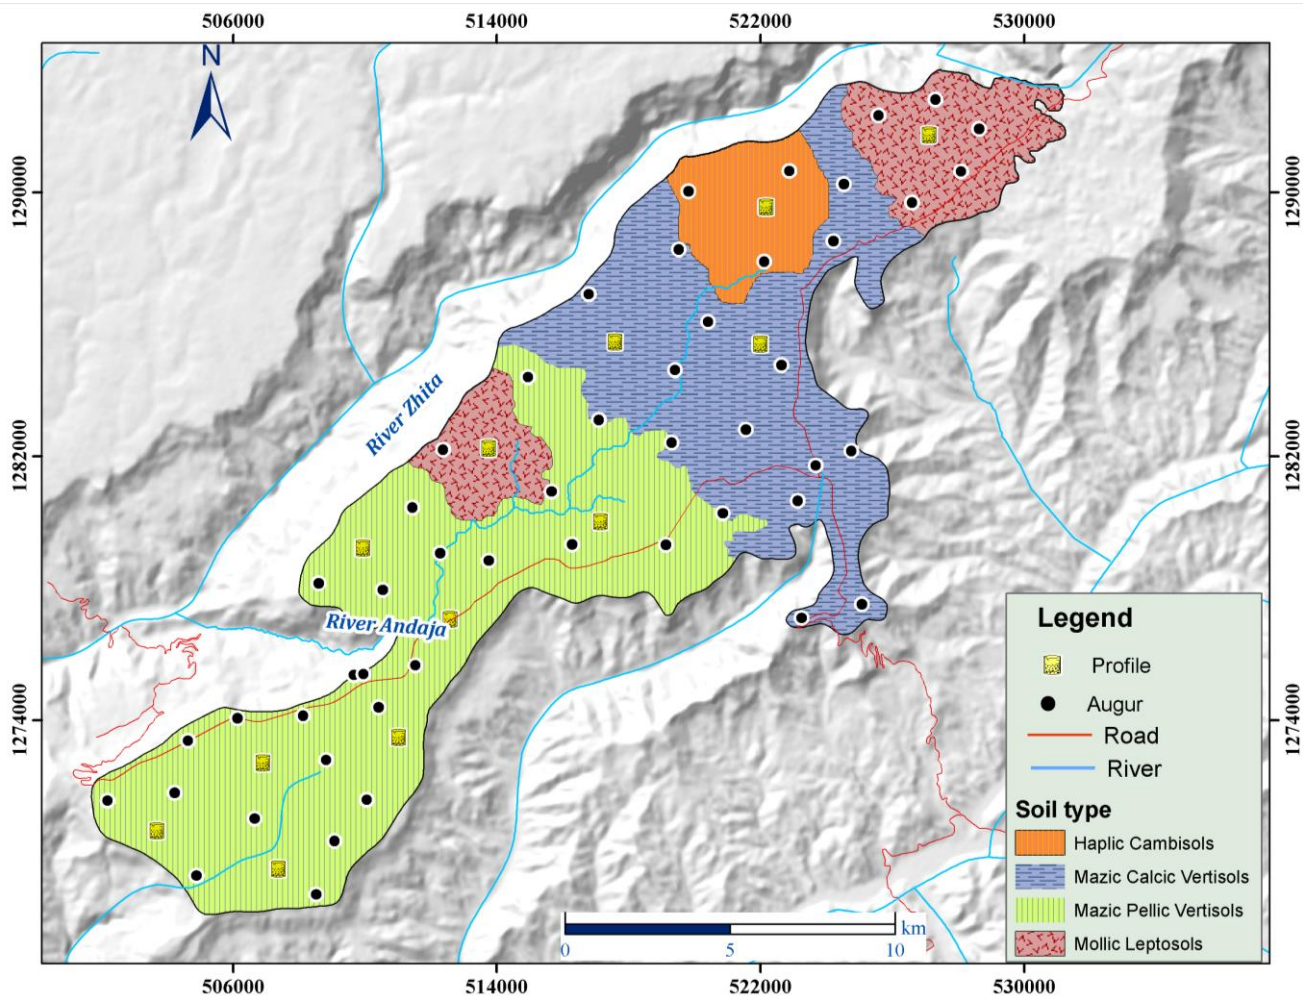 506000 514000 522000 530000
N
1290000 1290000
River Zhita
1282000 1282000
River Andaja
Legend
Profile
Augur
Road
River
1274000 1274000
Soil type
Haplic Cambisols
Mazic Calcic Vertisols
Mazic Pellic Vertisols
Mollic Leptosols
km
0 5 10
506000 514000 522000 530000